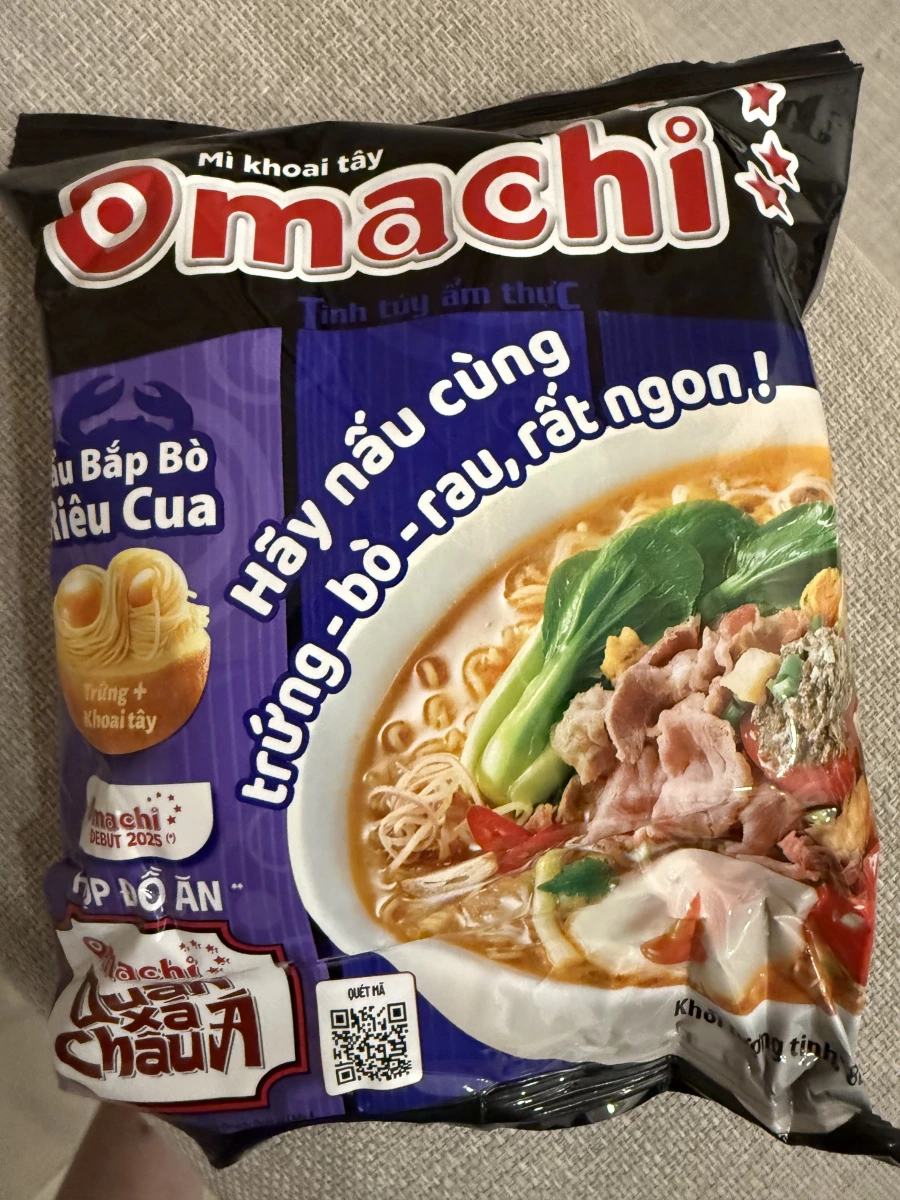 Mì khoai tây
Omachi
Tinh túy ẩm thực
Hãy nấu cùng
trứng - bò - rau, rất ngon !
Bắp Bò
Riêu Cua
Trứng +
Khoai tây
Omachi
DEBUT 2025 (*)
ĐỒ ĂN **
Omachi
Quán
xá
Châu Á
QUÉT MÃ
tịnh: